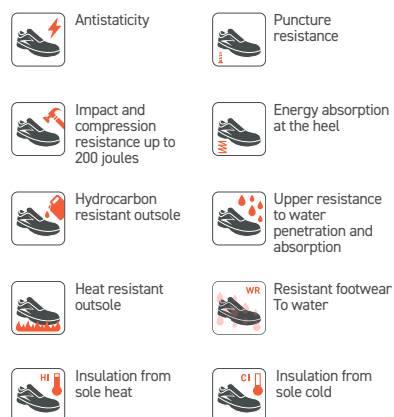 Antistaticity
Puncture
resistance
Impact and
compression
resistance up to
200 joules
Energy absorption
at the heel
Hydrocarbon
resistant outsole
Upper resistance
to water
penetration and
absorption
Heat resistant
outsole
WR
Resistant footwear
To water
HI
Insulation from
sole heat
CI
Insulation from
sole cold